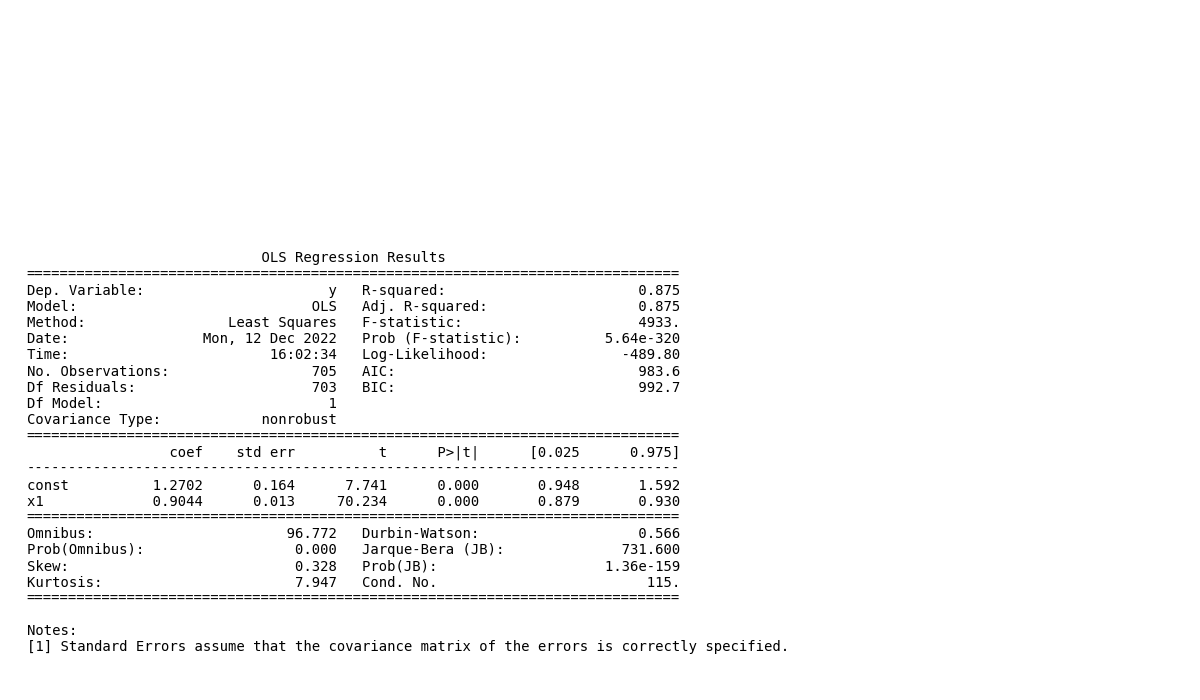 OLS Regression Results
==============================================================================
Dep. Variable:                      y   R-squared:                       0.875
Model:                            OLS   Adj. R-squared:                  0.875
Method:                 Least Squares   F-statistic:                     4933.
Date:                Mon, 12 Dec 2022   Prob (F-statistic):          5.64e-320
Time:                        16:02:34   Log-Likelihood:                -489.80
No. Observations:                 705   AIC:                             983.6
Df Residuals:                     703   BIC:                             992.7
Df Model:                           1
Covariance Type:            nonrobust
==============================================================================
                 coef    std err          t      P>|t|      [0.025      0.975]
------------------------------------------------------------------------------
const          1.2702      0.164      7.741      0.000       0.948       1.592
x1             0.9044      0.013     70.234      0.000       0.879       0.930
==============================================================================
Omnibus:                       96.772   Durbin-Watson:                   0.566
Prob(Omnibus):                  0.000   Jarque-Bera (JB):              731.600
Skew:                           0.328   Prob(JB):                    1.36e-159
Kurtosis:                       7.947   Cond. No.                         115.
==============================================================================

Notes:
[1] Standard Errors assume that the covariance matrix of the errors is correctly specified.